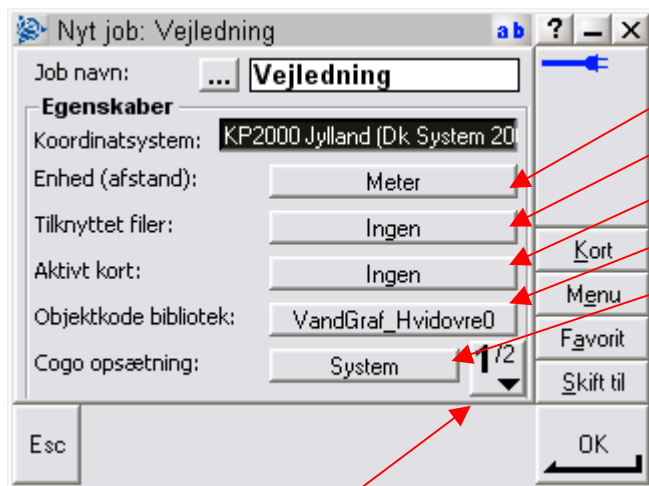 Nyt job: Vejledning
ab
?
Job navn: ... Vejledning
Egenskaber
Koordinatsystem: KP2000 Jylland (Dk System 20
Enhed (afstand): Meter
Tilknyttet filer: Ingen
Aktivt kort: Ingen
Objektkode bibliotek: VandGraf_Hvidovre0
Cogo opsætning: System
1/2
Kort
Menu
Favorit
Skift til
Esc
OK